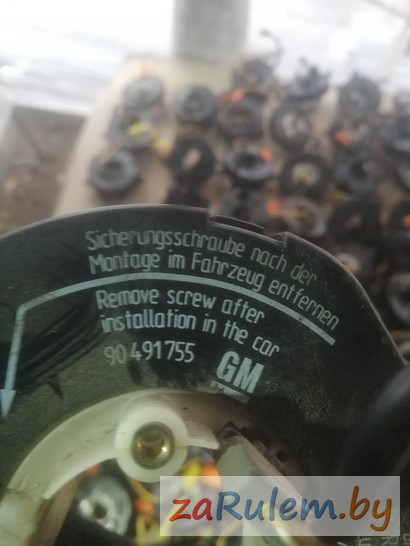 Sicherungsschraube nach der
Montage im Fahrzeug entfernen
Remove screw after
installation in the car
90 491 755
GM
zaRulem.by